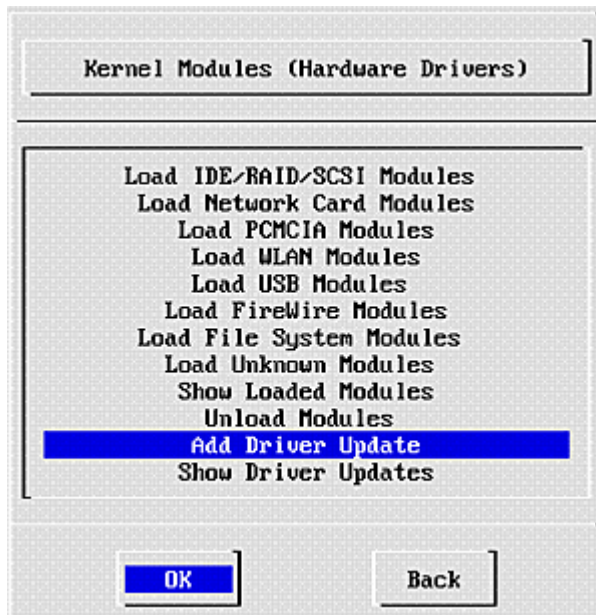 Kernel Modules (Hardware Drivers)
Load IDE/RAID/SCSI Modules
Load Network Card Modules
Load PCMCIA Modules
Load WLAN Modules
Load USB Modules
Load FireWire Modules
Load File System Modules
Load Unknown Modules
Show Loaded Modules
Unload Modules
Add Driver Update
Show Driver Updates
OK
Back